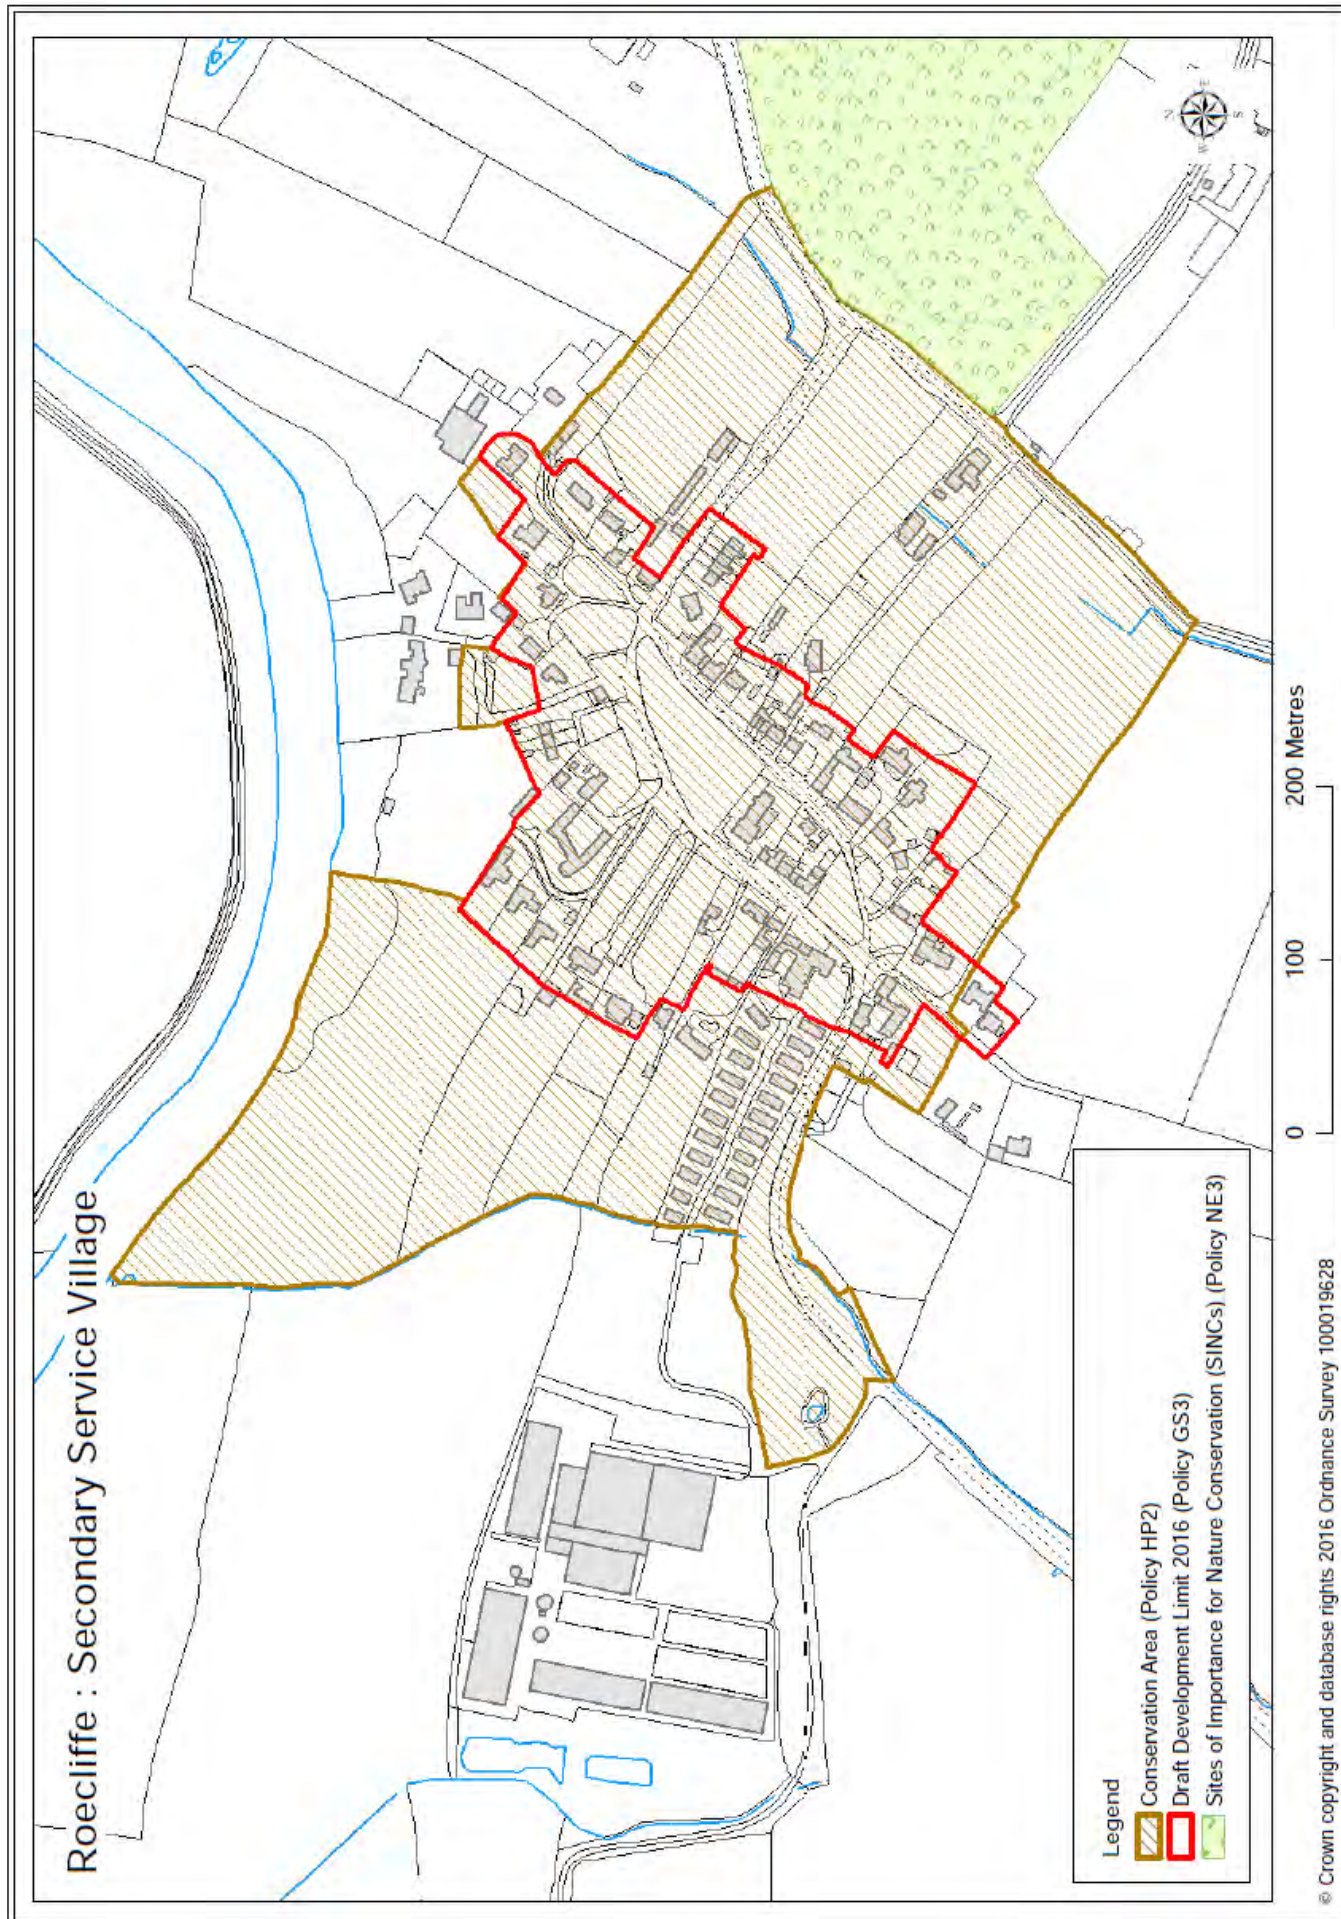 Roecliffe : Secondary Service Village
N
E
S
W
Legend
Conservation Area (Policy HP2)
Draft Development Limit 2016 (Policy GS3)
Sites of Importance for Nature Conservation (SINCs) (Policy NE3)
0 100 200 Metres
© Crown copyright and database rights 2016 Ordnance Survey 100019628